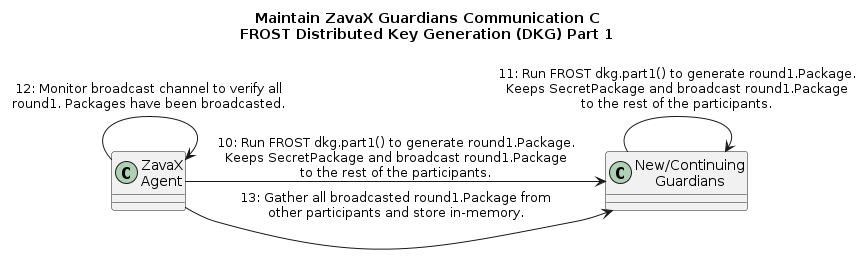 Maintain ZavaX Guardians Communication C
FROST Distributed Key Generation (DKG) Part 1
11: Run FROST dkg.part1() to generate round1.Package.
Keeps SecretPackage and broadcast round1.Package
to the rest of the participants.
12: Monitor broadcast channel to verify all
round1. Packages have been broadcasted.
10: Run FROST dkg.part1() to generate round1.Package.
Keeps SecretPackage and broadcast round1.Package
to the rest of the participants.
C
ZavaX
Agent
C
New/Continuing
Guardians
13: Gather all broadcasted round1.Package from
other participants and store in-memory.